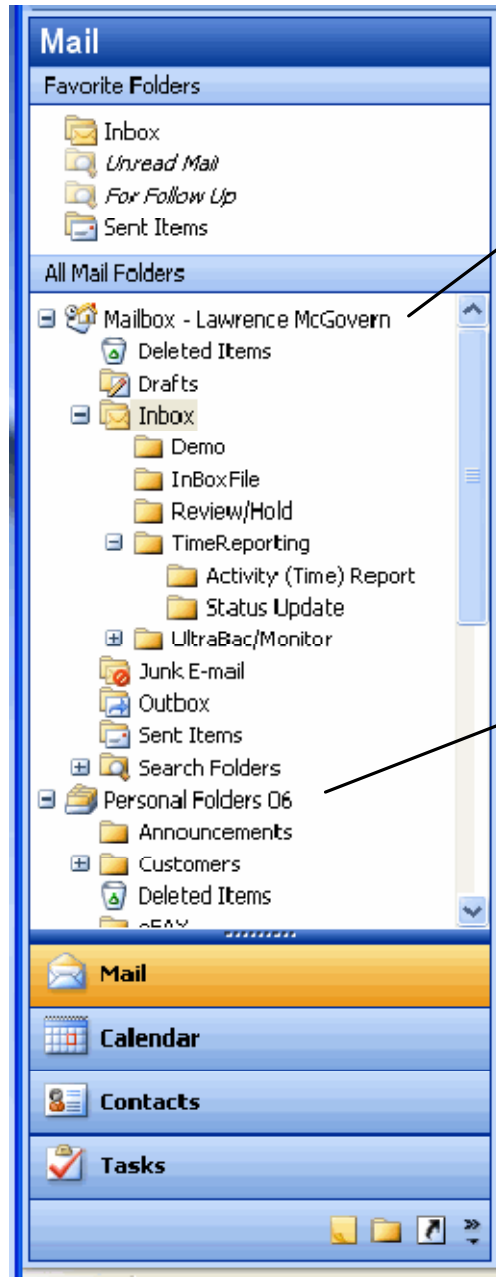 Mail
Favorite Folders
Inbox
Unread Mail
For Follow Up
Sent Items
All Mail Folders
Mailbox - Lawrence McGovern
Deleted Items
Drafts
Inbox
Demo
InBoxFile
Review/Hold
TimeReporting
Activity (Time) Report
Status Update
UltraBac/Monitor
Junk E-mail
Outbox
Sent Items
Search Folders
Personal Folders 06
Announcements
Customers
Deleted Items
eFAX
Mail
Calendar
Contacts
Tasks